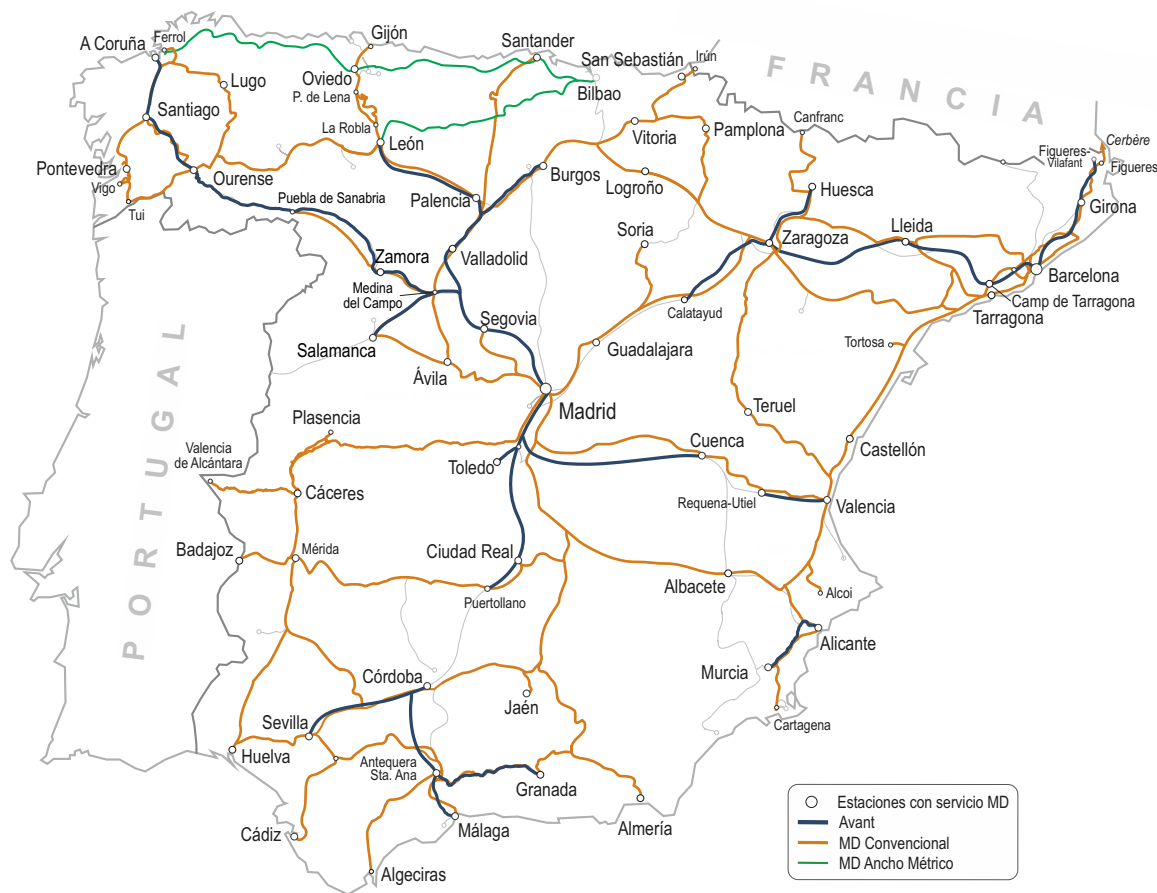 Gijón
Ferrol
A Coruña
Santander
San Sebastián
Irún
FRANCIA
Oviedo
Lugo
P. de Lena
Bilbao
Santiago
La Robla
Vitoria
Pamplona
Canfranc
León
Cerbère
Figueres-
Vilafant
Figueres
Pontevedra
Ourense
Burgos
Logroño
Huesca
Vigo
Tui
Puebla de Sanabria
Palencia
Girona
Soria
Zaragoza
Lleida
Zamora
Valladolid
Barcelona
Medina
del Campo
Calatayud
Camp de Tarragona
Tarragona
Segovia
Salamanca
Guadalajara
Tortosa
Ávila
PORTUGAL
Madrid
Plasencia
Teruel
Valencia
de Alcántara
Toledo
Cuenca
Castellón
Cáceres
Requena-Utiel
Valencia
Badajoz
Mérida
Ciudad Real
Puertollano
Albacete
Alcoi
Alicante
Murcia
Córdoba
Jaén
Cartagena
Sevilla
Huelva
Antequera
Sta. Ana
Granada
Almería
Cádiz
Málaga
Algeciras
Estaciones con servicio MD
Avant
MD Convencional
MD Ancho Métrico